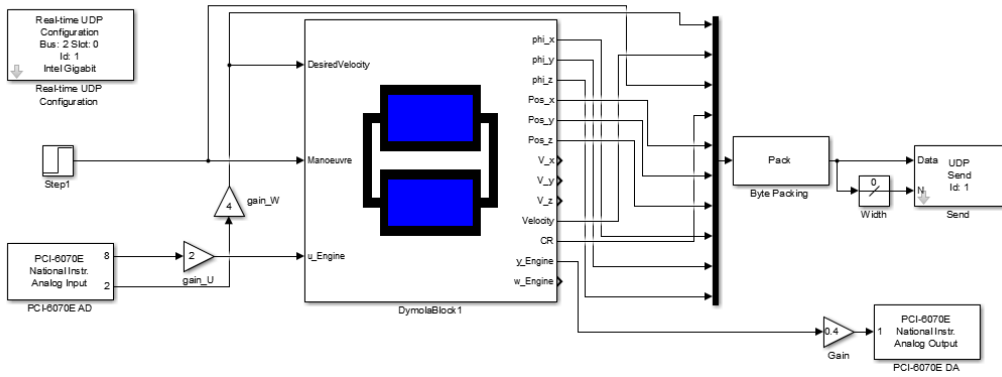 Real-time UDP
Configuration
Bus: 2 Slot: 0
Id: 1
Intel Gigabit
Real-time UDP
Configuration
Step1
4
gain_W
PCI-6070E
National Instr.
Analog Input
8
2
PCI-6070E AD
2
gain_U
DesiredVelocity
Manoeuvre
u_Engine
phi_x
phi_y
phi_z
Pos_x
Pos_y
Pos_z
V_x
V_y
V_z
Velocity
CR
y_Engine
w_Engine
DymolaBlock1
Pack
Byte Packing
0
Width
Data
N
UDP
Send
Id: 1
Send
0.4
Gain
1
PCI-6070E
National Instr.
Analog Output
PCI-6070E DA